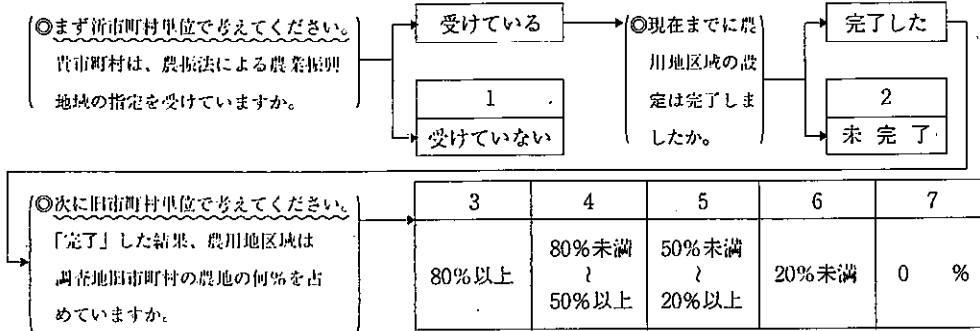 ◎まず新市町村単位で考えてください。
貴市町村は、農振法による農業振興
地域の指定を受けていますか。
受けている
1
受けていない
◎現在までに農
用地区域の設
定は完了しま
したか。
完了した
2
未完了
◎次に旧市町村単位で考えてください。
「完了」した結果、農用地区域は
調査地旧市町村の農地の何%を占
めていますか。
3 4 5 6 7
80%以上
80%未満
~
50%以上
50%未満
~
20%以上
20%未満
0 %